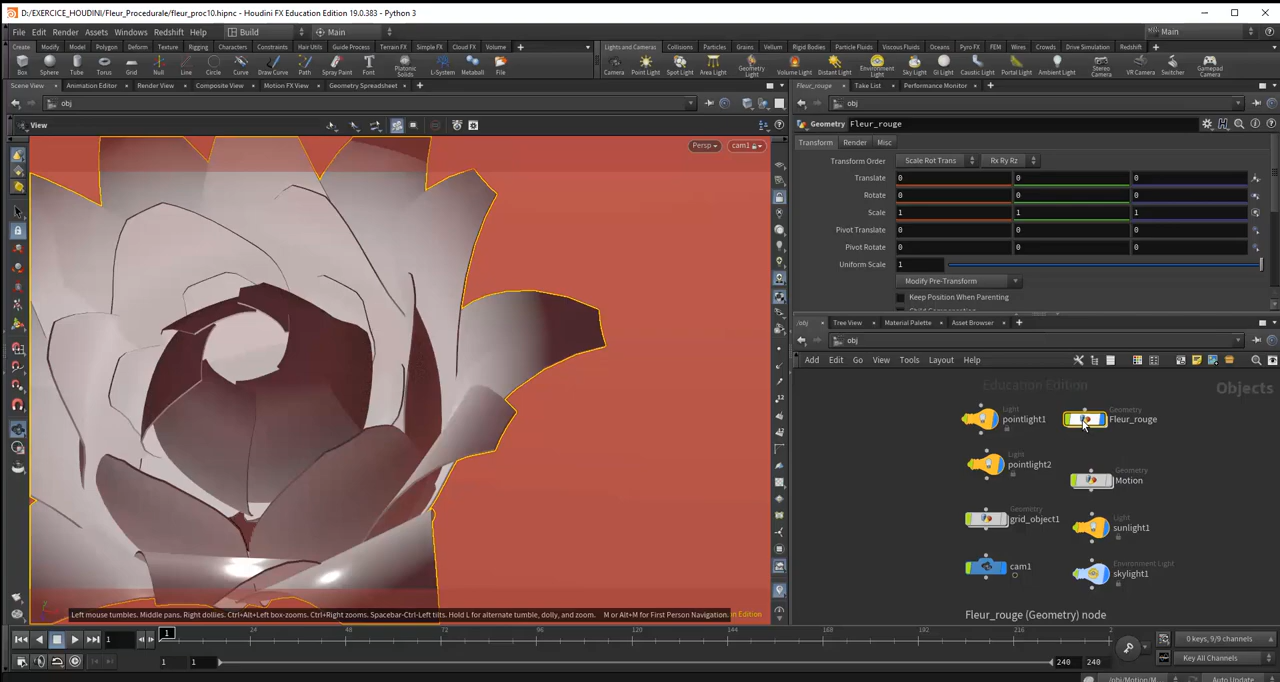 D:/EXERCICE_HOUDINI/Fleur_Procedurale/fleur_proc10.hipnc - Houdini FX Education Edition 19.0.383 - Python 3
File Edit Render Assets Windows Redshift Help Build Main Main
Create Modify Model Polygon Deform Texture Rigging Characters Constraints Hair Utils Guide Process Terrain FX Simple FX Cloud FX Volume
Lights and Cameras Collisions Particles Grains Vellum Rigid Bodies Particle Fluids Viscous Fluids Oceans Pyro FX FEM Wires Crowds Drive Simulation Redshift
Box Sphere Tube Torus Grid Null Line Circle Curve Draw Curve Path Spray Paint Font Platonic Solids L-System Metaball File
Camera Point Light Spot Light Area Light Geometry Light Volume Light Distant Light Environment Light Sky Light GI Light Caustic Light Portal Light Ambient Light Stereo Camera VR Camera Switcher Gamepad Camera
Scene View Animation Editor Render View Composite View Motion FX View Geometry Spreadsheet
Fleur_rouge Take List Performance Monitor
obj
obj
View
Geometry Fleur_rouge
Persp cam1
Transform Render Misc
Transform Order Scale Rot Trans Rx Ry Rz
Translate 0 0 0
Rotate 0 0 0
Scale 1 1 1
Pivot Translate 0 0 0
Pivot Rotate 0 0 0
Uniform Scale 1
Modify Pre-Transform
Keep Position When Parenting
/obj Tree View Material Palette Asset Browser
obj
Add Edit Go View Tools Layout Help
Education Edition
Objects
Light
pointlight1
Geometry
Fleur_rouge
Light
pointlight2
Geometry
Motion
Geometry
grid_object1
Light
sunlight1
cam1
Environment Light
skylight1
Fleur_rouge (Geometry) node
Left mouse tumbles. Middle pans. Right dollies. Ctrl+Alt+Left box-zooms. Ctrl+Right zooms. Spacebar-Ctrl-Left tilts. Hold L for alternate tumble, dolly, and zoom. M or Alt+M for First Person Navigation.
1 1 24 48 72 96 120 144 168 192 216 2
0 keys, 9/9 channels
1 1 240 240 Key All Channels
/obj/Motion/M... Auto Update